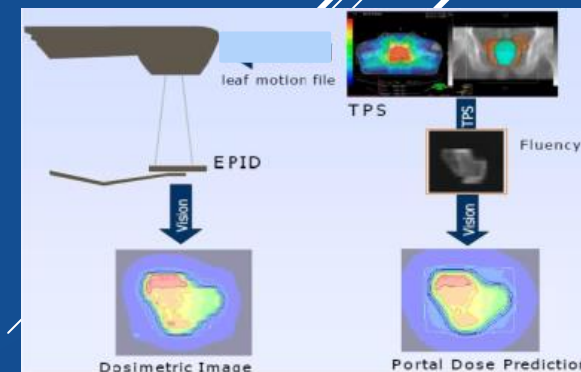 leaf motion file
TPS
TPS
Fluency
EPID
Vision
Vision
Dosimetric Image
Portal Dose Prediction